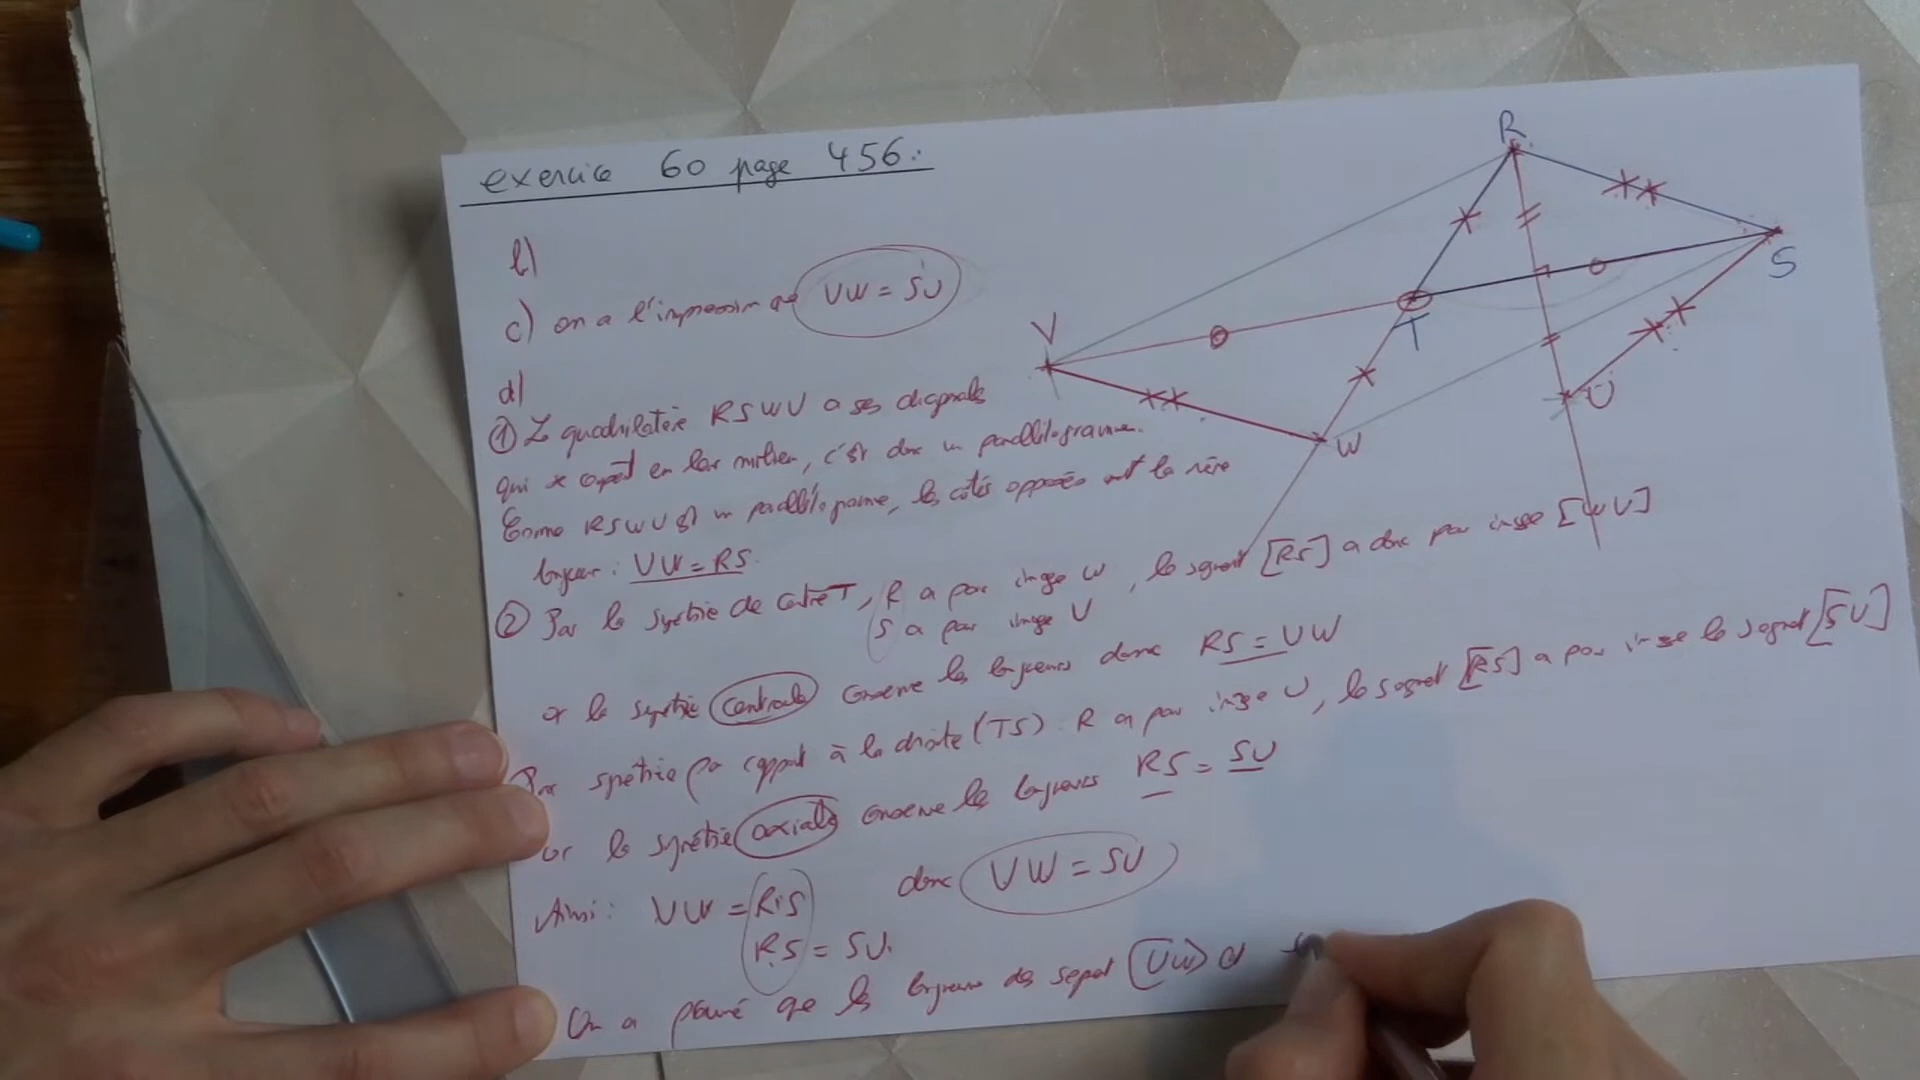 exercice 60 page 456:
b)
c) on a l'impression que VW = SU
d)
① Le quadrilatère RSWV a ses diagonales
qui se coupent en leur milieu, c'est donc un parallélogramme.
Comme RSWV est un parallélogramme, les côtés opposés ont la même
longueur : VW = RS.
② Par la symétrie de centre T, R a pour image W, le segment [RS] a donc pour image [WV]
S a pour image V
or la symétrie centrale conserve les longueurs donc RS = VW
Par symétrie par rapport à la droite (TS). R a pour image U, le segment [RS] a pour image le segment [SU]
or la symétrie axiale conserve les longueurs RS = SU
Ainsi : VW = RS donc VW = SU
RS = SU.
On a prouvé que les longueurs des segment [VW]
R
S
T
V
W
U